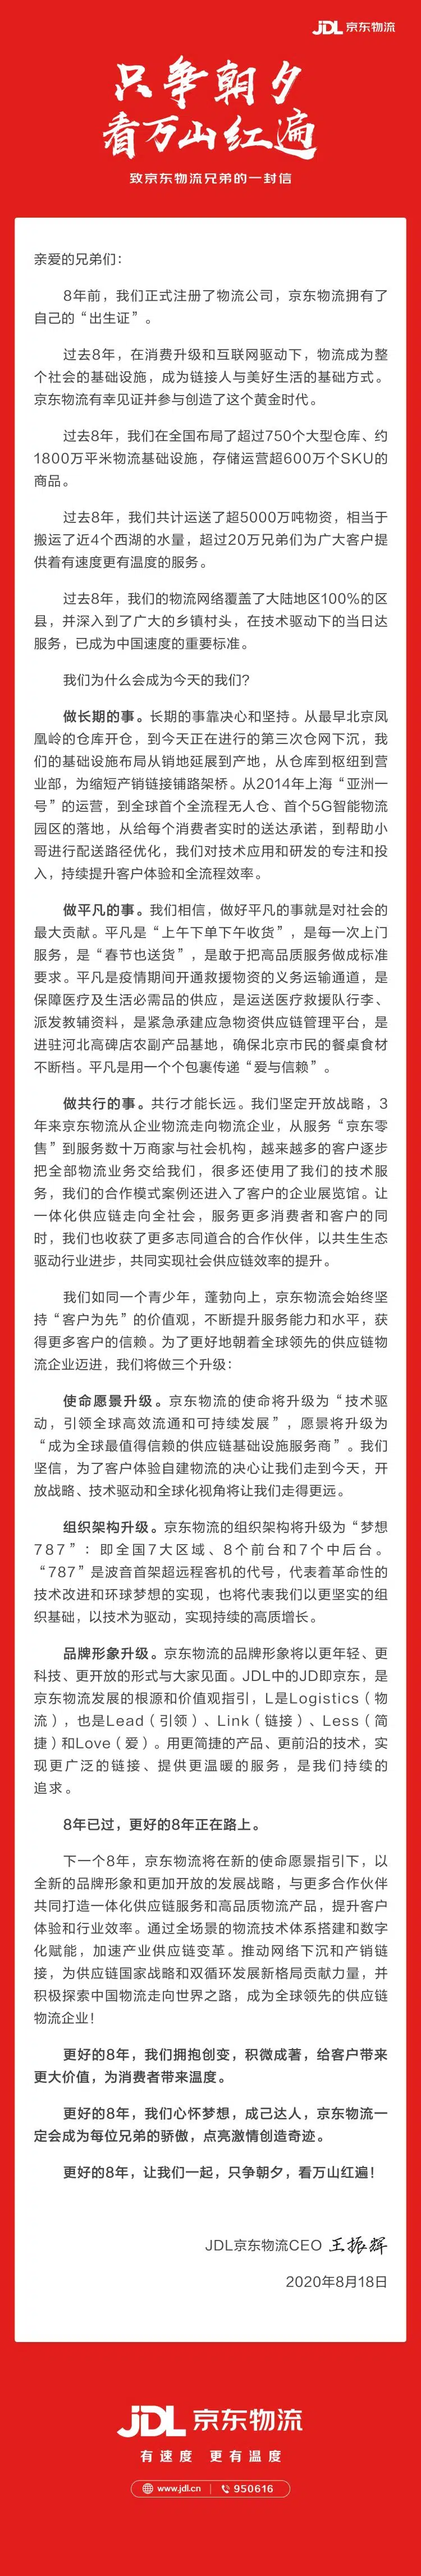 JDL 京东物流
只争朝夕
看万山红遍
致京东物流兄弟的一封信
亲爱的兄弟们：
8年前，我们正式注册了物流公司，京东物流拥有了
自己的“出生证”。
过去8年，在消费升级和互联网驱动下，物流成为整
个社会的基础设施，成为链接人与美好生活的基础方式。
京东物流有幸见证并参与创造了这个黄金时代。
过去8年，我们在全国布局了超过750个大型仓库、约
1800万平米物流基础设施，存储运营超600万个SKU的
商品。
过去8年，我们共计运送了超5000万吨物资，相当于
搬运了近4个西湖的水量，超过20万兄弟们为广大客户提
供着有速度更有温度的服务。
过去8年，我们的物流网络覆盖了大陆地区100%的区
县，并深入到了广大的乡镇村头，在技术驱动下的当日达
服务，已成为中国速度的重要标准。
我们为什么会成为今天的我们？
做长期的事。长期的事靠决心和坚持。从最早北京凤
凰岭的仓库开仓，到今天正在进行的第三次仓网下沉，我
们的基础设施布局从销地延展到产地，从仓库到枢纽到营
业部，为缩短产销链接铺路架桥。从2014年上海“亚洲一
号”的运营，到全球首个全流程无人仓、首个5G智能物流
园区的落地，从给每个消费者实时的送达承诺，到帮助小
哥进行配送路径优化，我们对技术应用和研发的专注和投
入，持续提升客户体验和全流程效率。
做平凡的事。我们相信，做好平凡的事就是对社会的
最大贡献。平凡是“上午下单下午收货”，是每一次上门
服务，是“春节也送货”，是敢于把高品质服务做成标准
要求。平凡是疫情期间开通救援物资的义务运输通道，是
保障医疗及生活必需品的供应，是运送医疗救援队行李、
派发教辅资料，是紧急承建应急物资供应链管理平台，是
进驻河北高碑店农副产品基地，确保北京市民的餐桌食材
不断档。平凡是用一个个包裹传递“爱与信赖”。
做共行的事。共行才能长远。我们坚定开放战略，3
年来京东物流从企业物流走向物流企业，从服务“京东零
售”到服务数十万商家与社会机构，越来越多的客户逐步
把全部物流业务交给我们，很多还使用了我们的技术服
务，我们的合作模式案例还进入了客户的企业展览馆。让
一体化供应链走向全社会，服务更多消费者和客户的同
时，我们也收获了更多志同道合的合作伙伴，以共生生态
驱动行业进步，共同实现社会供应链效率的提升。
我们如同一个青少年，蓬勃向上，京东物流会始终坚
持“客户为先”的价值观，不断提升服务能力和水平，获
得更多客户的信赖。为了更好地朝着全球领先的供应链物
流企业迈进，我们将做三个升级：
使命愿景升级。京东物流的使命将升级为“技术驱
动，引领全球高效流通和可持续发展”，愿景将升级为
“成为全球最值得信赖的供应链基础设施服务商”。我们
坚信，为了客户体验自建物流的决心让我们走到今天，开
放战略、技术驱动和全球化视角将让我们走得更远。
组织架构升级。京东物流的组织架构将升级为“梦想
787”：即全国7大区域、8个前台和7个中后台。
“787”是波音首架超远程客机的代号，代表着革命性的
技术改进和环球梦想的实现，也将代表我们以更坚实的组
织基础，以技术为驱动，实现持续的高质增长。
品牌形象升级。京东物流的品牌形象将以更年轻、更
科技、更开放的形式与大家见面。JDL中的JD即京东，是
京东物流发展的根源和价值观指引，L是Logistics（物
流），也是Lead（引领）、Link（链接）、Less（简
捷）和Love（爱）。用更简捷的产品、更前沿的技术，实
现更广泛的链接、提供更温暖的服务，是我们持续的
追求。
8年已过，更好的8年正在路上。
下一个8年，京东物流将在新的使命愿景指引下，以
全新的品牌形象和更加开放的发展战略，与更多合作伙伴
共同打造一体化供应链服务和高品质物流产品，提升客户
体验和行业效率。通过全场景的物流技术体系搭建和数字
化赋能，加速产业供应链变革。推动网络下沉和产销链
接，为供应链国家战略和双循环发展新格局贡献力量，并
积极探索中国物流走向世界之路，成为全球领先的供应链
物流企业！
更好的8年，我们拥抱创变，积微成著，给客户带来
更大价值，为消费者带来温度。
更好的8年，我们心怀梦想，成己达人，京东物流一
定会成为每位兄弟的骄傲，点亮激情创造奇迹。
更好的8年，让我们一起，只争朝夕，看万山红遍！
JDL京东物流CEO 王振辉
2020年8月18日
JDL 京东物流
有速度 更有温度
www.jdl.cn | 950616